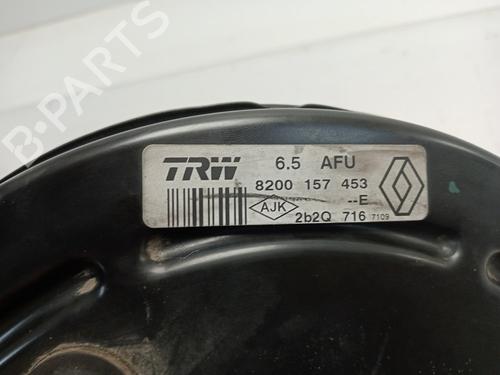 B-PARTS
TRW 6.5 AFU
8200 157 453
--E
AJK 2b2Q 716 7109